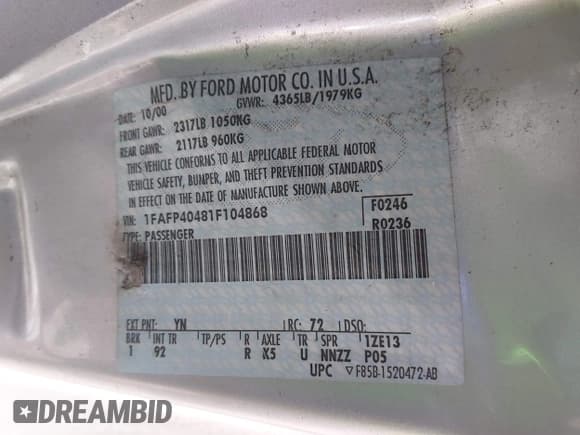 MFD. BY FORD MOTOR CO. IN U.S.A.
DATE: 10/00 GVWR: 4365LB/1979KG
FRONT GAWR: 2317LB 1050KG
REAR GAWR: 2117LB 960KG
THIS VEHICLE CONFORMS TO ALL APPLICABLE FEDERAL MOTOR
VEHICLE SAFETY, BUMPER, AND THEFT PREVENTION STANDARDS
IN EFFECT ON THE DATE OF MANUFACTURE SHOWN ABOVE.
VIN: 1FAFP40481F104868 F0246
TYPE: PASSENGER R0236
EXT PNT: YN RC: 72 DSO:
BRK INT TR TP/PS R AXLE TR SPR 1ZE13
1 92 R X5 U NNZZ P05
UPC F85B-1520472-AB
DREAMBID